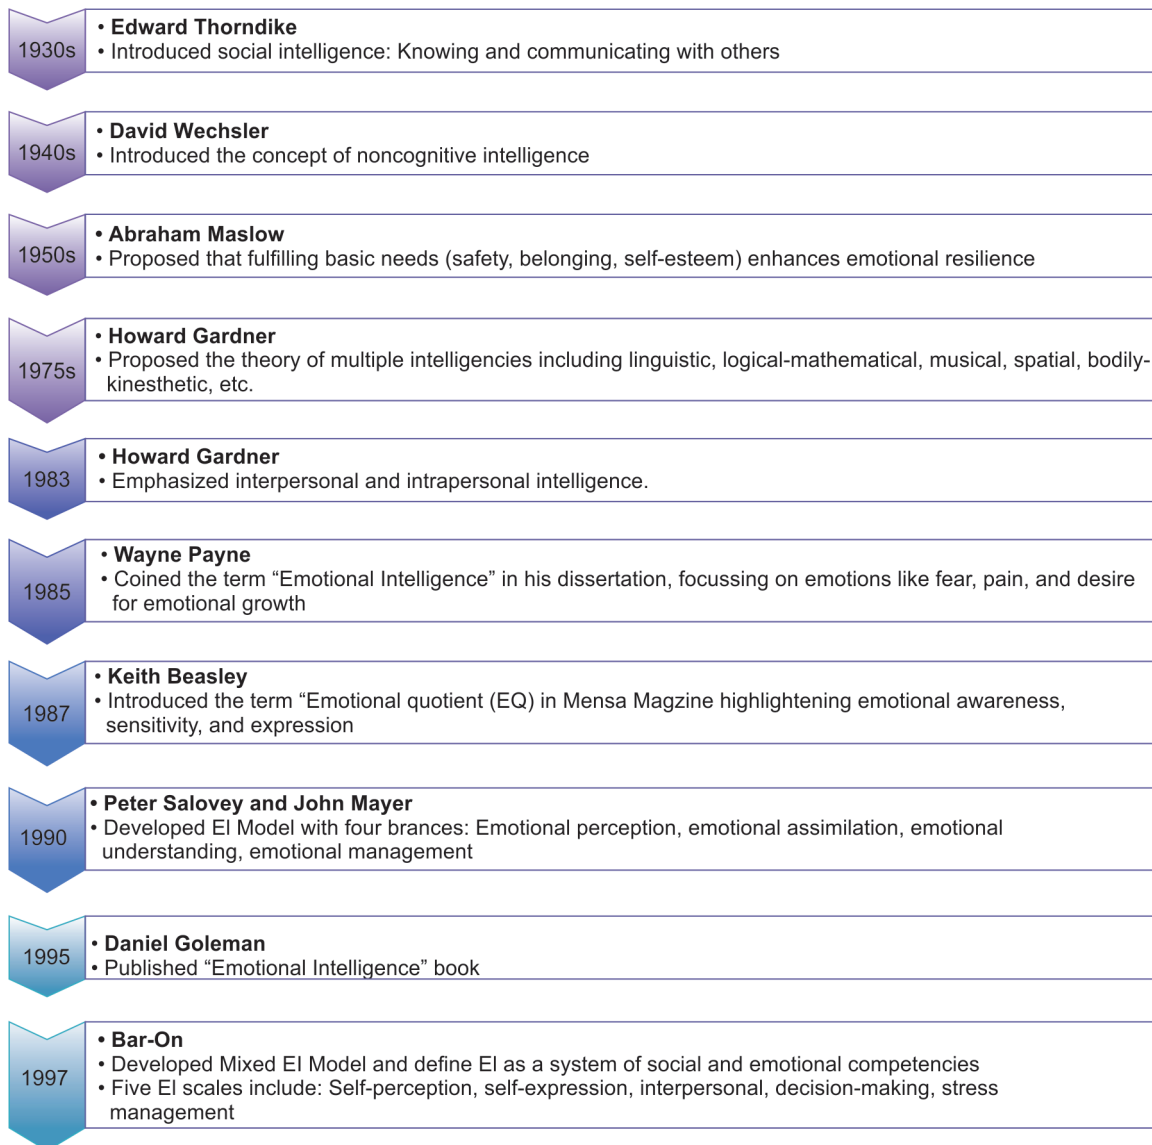 1930s
• Edward Thorndike
• Introduced social intelligence: Knowing and communicating with others
1940s
• David Wechsler
• Introduced the concept of noncognitive intelligence
1950s
• Abraham Maslow
• Proposed that fulfilling basic needs (safety, belonging, self-esteem) enhances emotional resilience
1975s
• Howard Gardner
• Proposed the theory of multiple intelligencies including linguistic, logical-mathematical, musical, spatial, bodily-
kinesthetic, etc.
1983
• Howard Gardner
• Emphasized interpersonal and intrapersonal intelligence.
1985
• Wayne Payne
• Coined the term “Emotional Intelligence” in his dissertation, focussing on emotions like fear, pain, and desire
for emotional growth
1987
• Keith Beasley
• Introduced the term “Emotional quotient (EQ) in Mensa Magzine highlightening emotional awareness,
sensitivity, and expression
1990
• Peter Salovey and John Mayer
• Developed EI Model with four brances: Emotional perception, emotional assimilation, emotional
understanding, emotional management
1995
• Daniel Goleman
• Published “Emotional Intelligence” book
1997
• Bar-On
• Developed Mixed EI Model and define EI as a system of social and emotional competencies
• Five EI scales include: Self-perception, self-expression, interpersonal, decision-making, stress
management